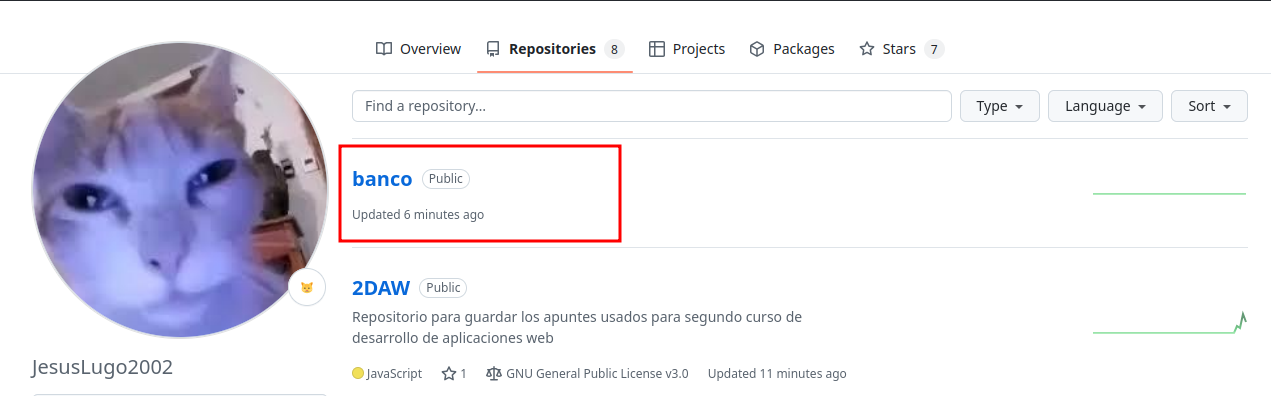 Overview Repositories 8 Projects Packages Stars 7
Find a repository... Type Language Sort
banco Public
Updated 6 minutes ago
2DAW Public
Repositorio para guardar los apuntes usados para segundo curso de
desarrollo de aplicaciones web
JavaScript 1 GNU General Public License v3.0 Updated 11 minutes ago
JesusLugo2002